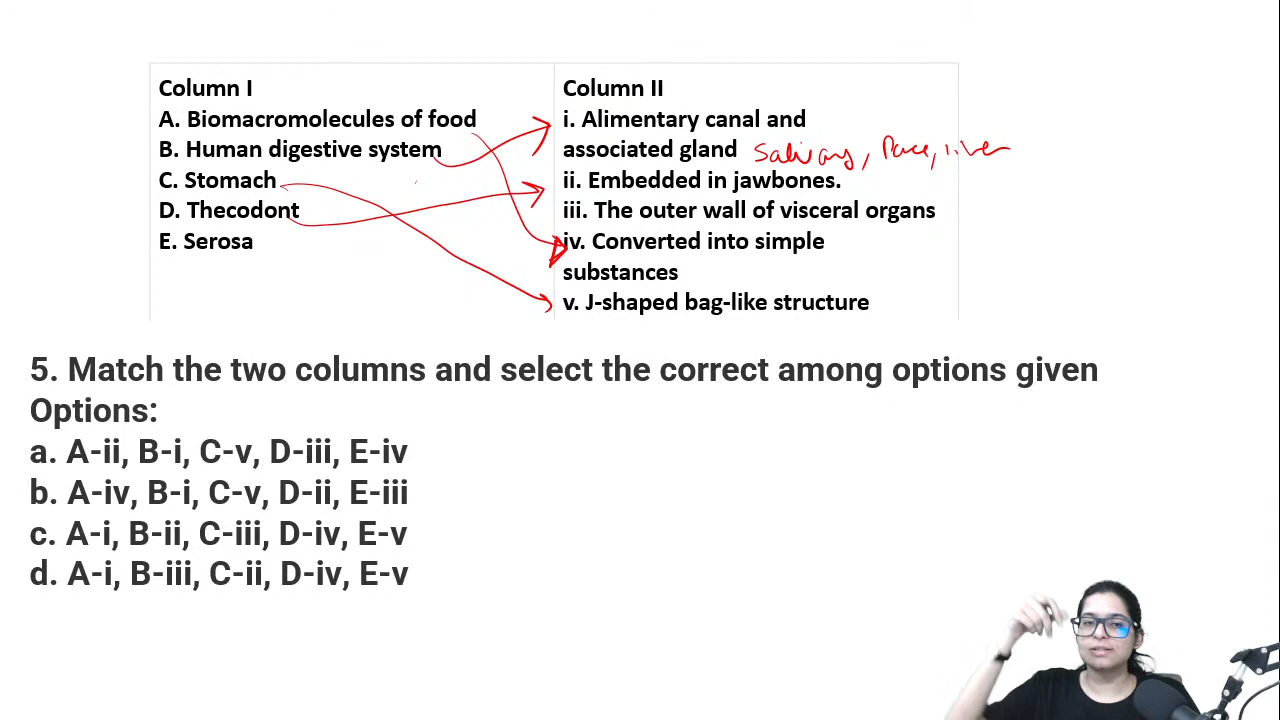 Column I
A. Biomacromolecules of food
B. Human digestive system
C. Stomach
D. Thecodont
E. Serosa
Column II
i. Alimentary canal and
associated gland
ii. Embedded in jawbones.
iii. The outer wall of visceral organs
iv. Converted into simple
substances
v. J-shaped bag-like structure
5. Match the two columns and select the correct among options given
Options:
a. A-ii, B-i, C-v, D-iii, E-iv
b. A-iv, B-i, C-v, D-ii, E-iii
c. A-i, B-ii, C-iii, D-iv, E-v
d. A-i, B-iii, C-ii, D-iv, E-v